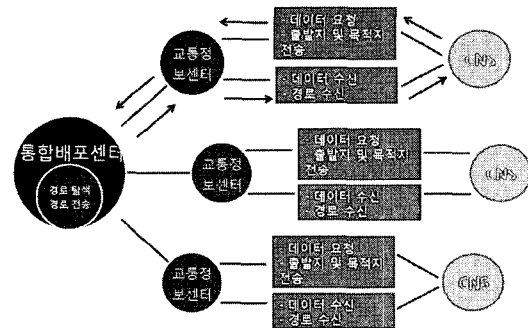 - 데이터 요청
- 출발지 및 목적지
전송
교통정
보센터
CNS
- 데이터 수신
- 경로 수신
통합배포센터
경로 탐색
경로 전송
데이터 요청
출발지 및 목적지
전송
교통정
보센터
CNS
데이터 수신
경로 수신
- 데이터 요청
- 출발지 및 목적지
전송
교통정
보센터
CNS
- 데이터 수신
- 경로 수신